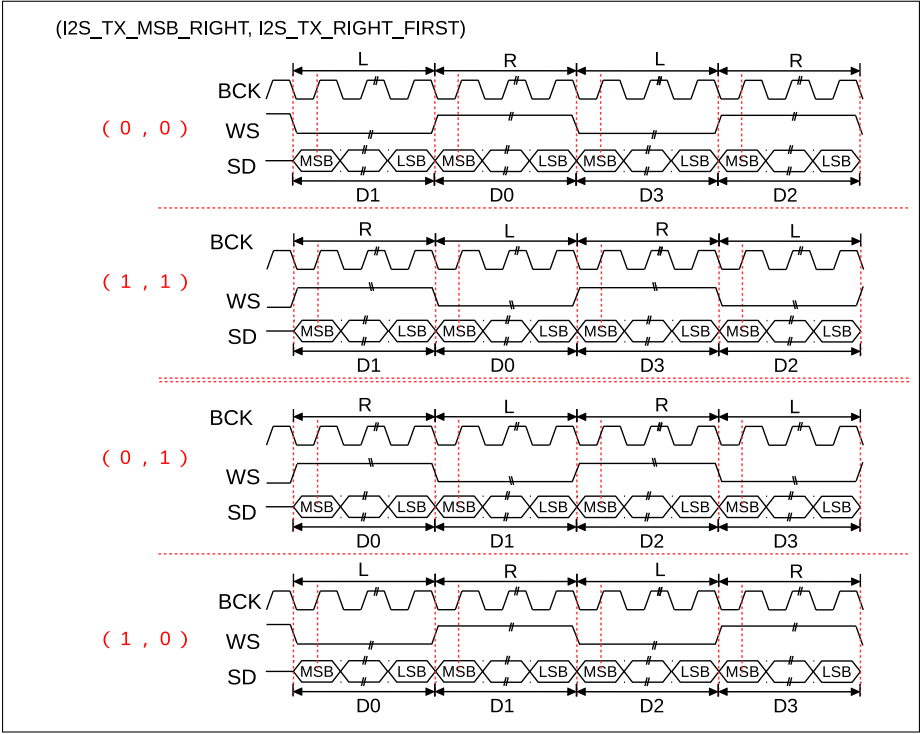 (I2S_TX_MSB_RIGHT, I2S_TX_RIGHT_FIRST)
L R L R
BCK
( 0 , 0 )
WS
SD MSB LSB MSB LSB MSB LSB MSB LSB
D1 D0 D3 D2
R L R L
BCK
( 1 , 1 )
WS
SD MSB LSB MSB LSB MSB LSB MSB LSB
D1 D0 D3 D2
R L R L
BCK
( 0 , 1 )
WS
SD MSB LSB MSB LSB MSB LSB MSB LSB
D0 D1 D2 D3
L R L R
BCK
( 1 , 0 )
WS
SD MSB LSB MSB LSB MSB LSB MSB LSB
D0 D1 D2 D3